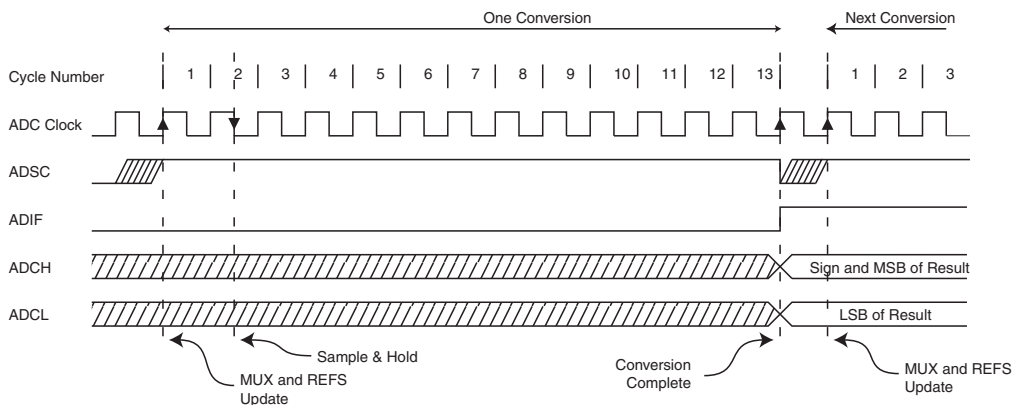 One Conversion
Next Conversion
Cycle Number
1 2 3 4 5 6 7 8 9 10 11 12 13 1 2 3
ADC Clock
ADSC
ADIF
ADCH
Sign and MSB of Result
ADCL
LSB of Result
MUX and REFS
Update
Sample & Hold
Conversion
Complete
MUX and REFS
Update